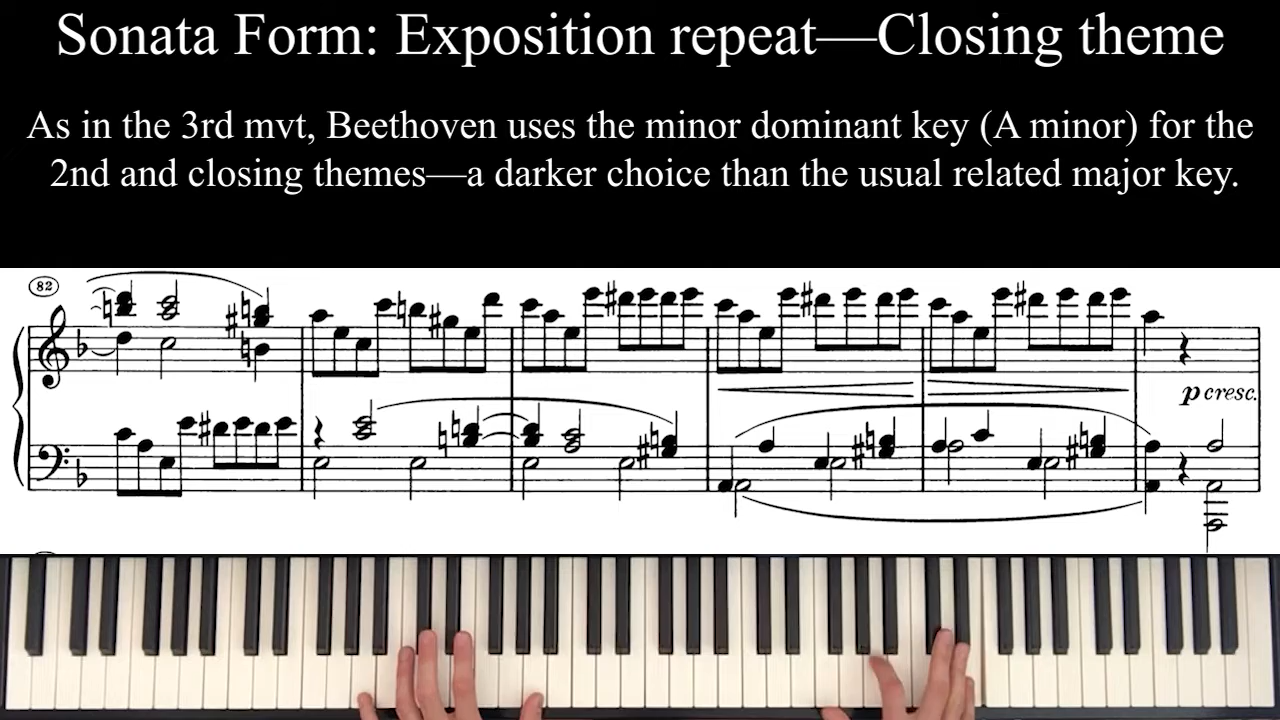 Sonata Form: Exposition repeat—Closing theme
As in the 3rd mvt, Beethoven uses the minor dominant key (A minor) for the
2nd and closing themes—a darker choice than the usual related major key.
82
p cresc.